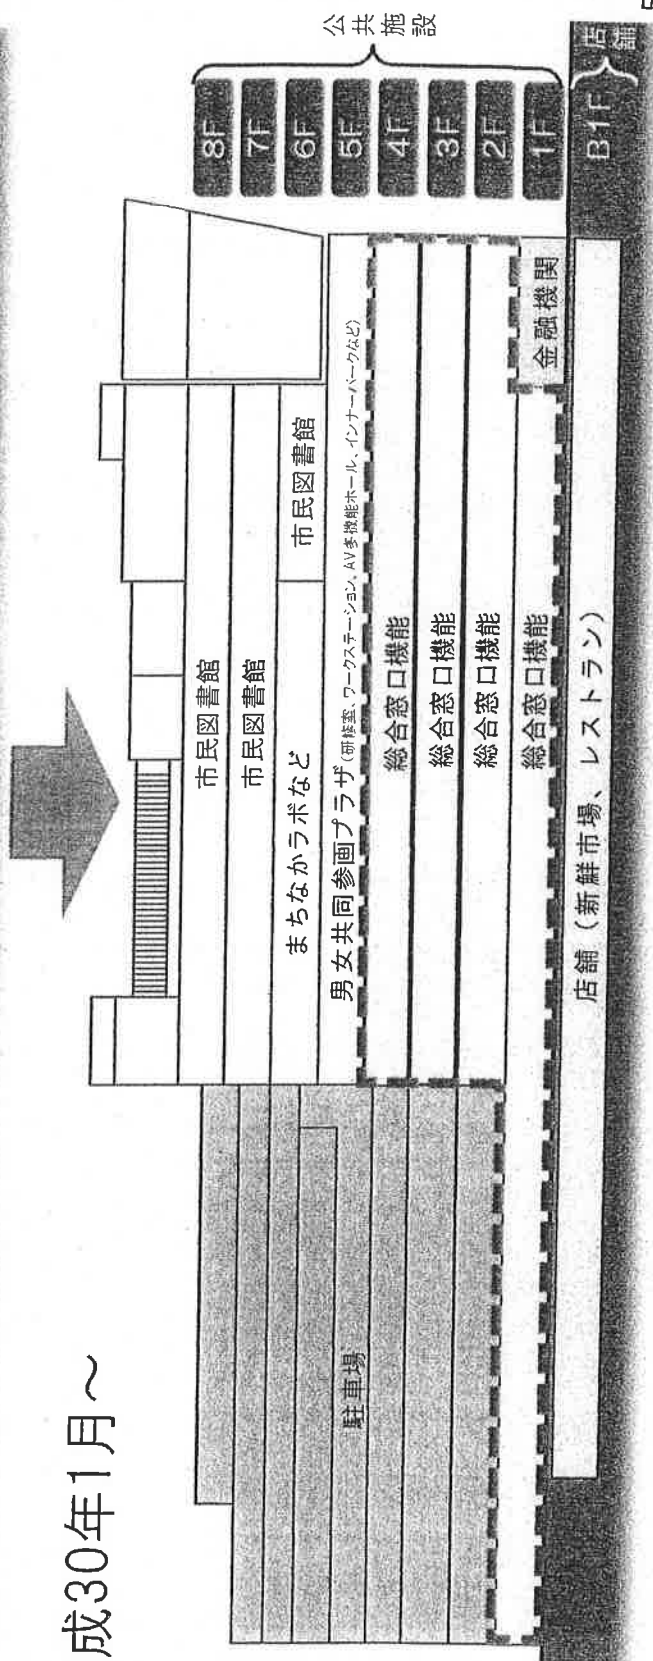 成30年1月～
公共施設
8F
7F
6F
5F
4F
3F
2F
1F
B1F
店舗
市民図書館
市民図書館
まちなかラボなど
市民図書館
男女共同参画プラザ(研修室、ワークステーション、AV多機能ホール、インナーパークなど)
総合窓口機能
総合窓口機能
総合窓口機能
総合窓口機能
金融機関
駐車場
店舗（新鮮市場、レストラン）